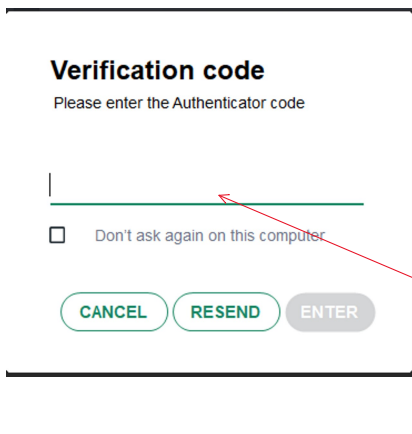 Verification code
Please enter the Authenticator code
Don't ask again on this computer
CANCEL RESEND ENTER